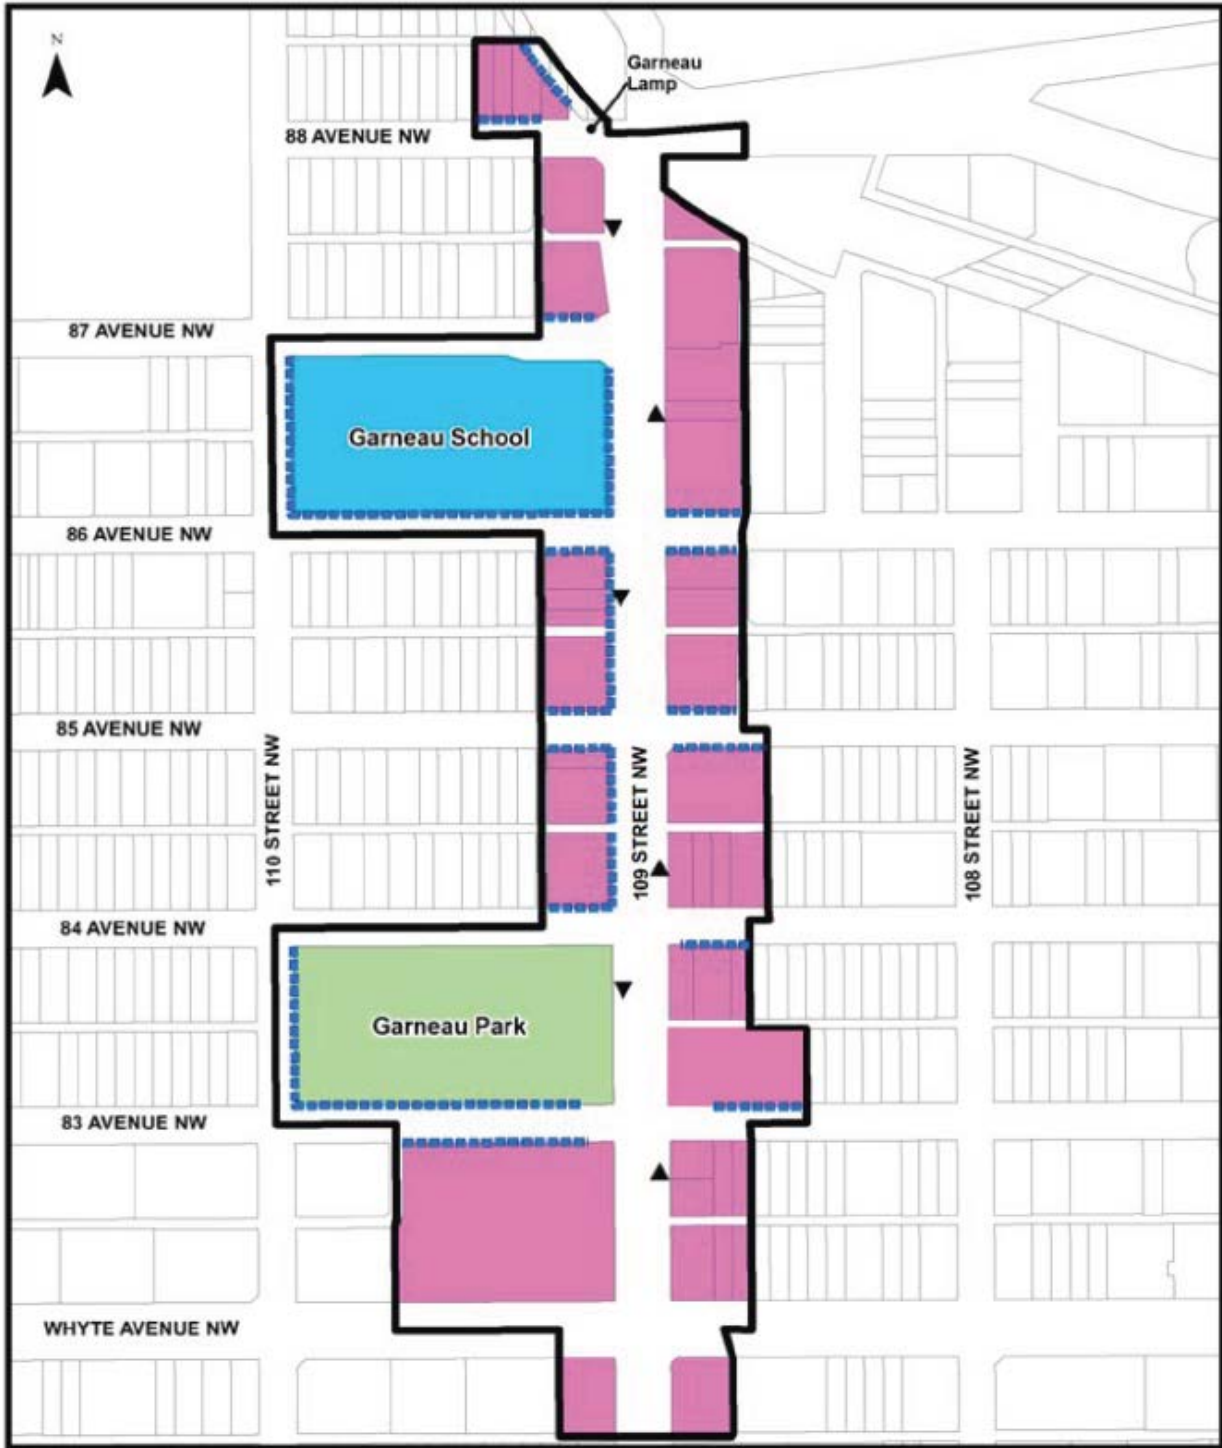 N
Garneau
Lamp
88 AVENUE NW
87 AVENUE NW
Garneau School
86 AVENUE NW
85 AVENUE NW
110 STREET NW
109 STREET NW
108 STREET NW
84 AVENUE NW
Garneau Park
83 AVENUE NW
WHYTE AVENUE NW